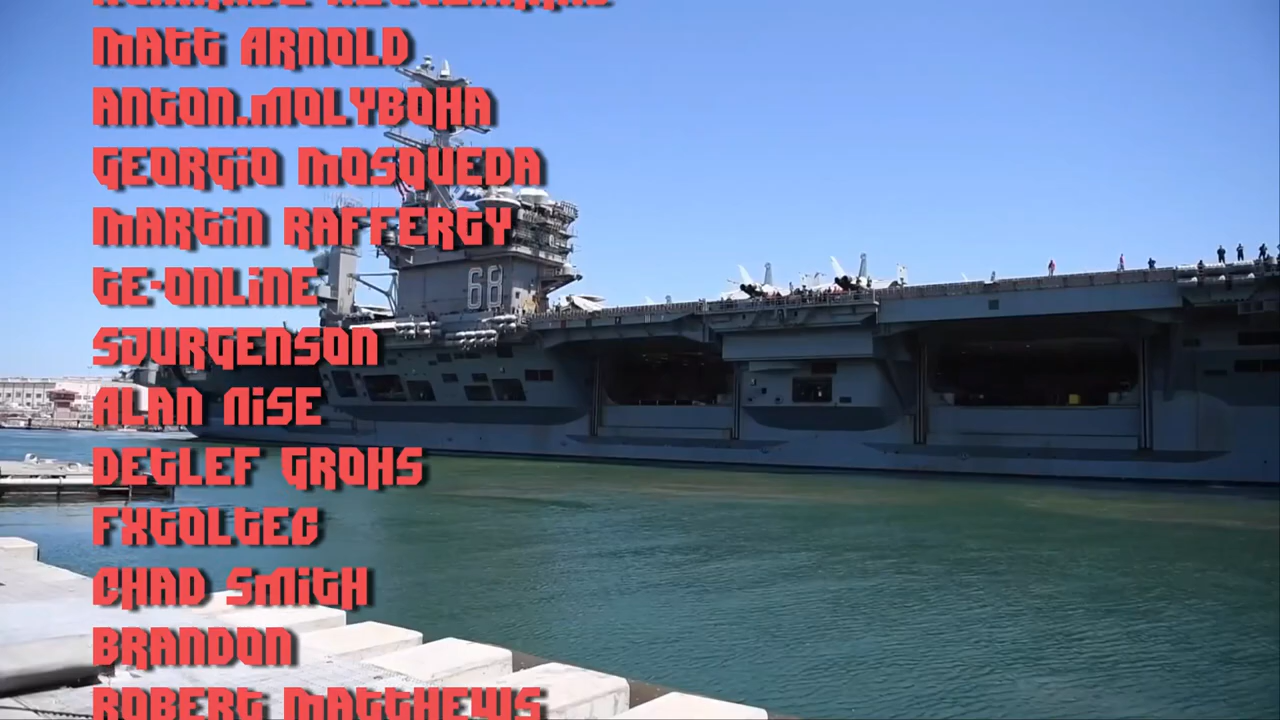 MATT ARNOLD
ANTON.MOLYBOHA
GEORGIO MOSQUEDA
MARTIN RAFFERTY
TE-ONLINE
68
SJURGENSON
ALAN NISE
DETLEF GROHS
FXTOLTEC
CHAD SMITH
BRANDON
ROBERT MATTHEWS